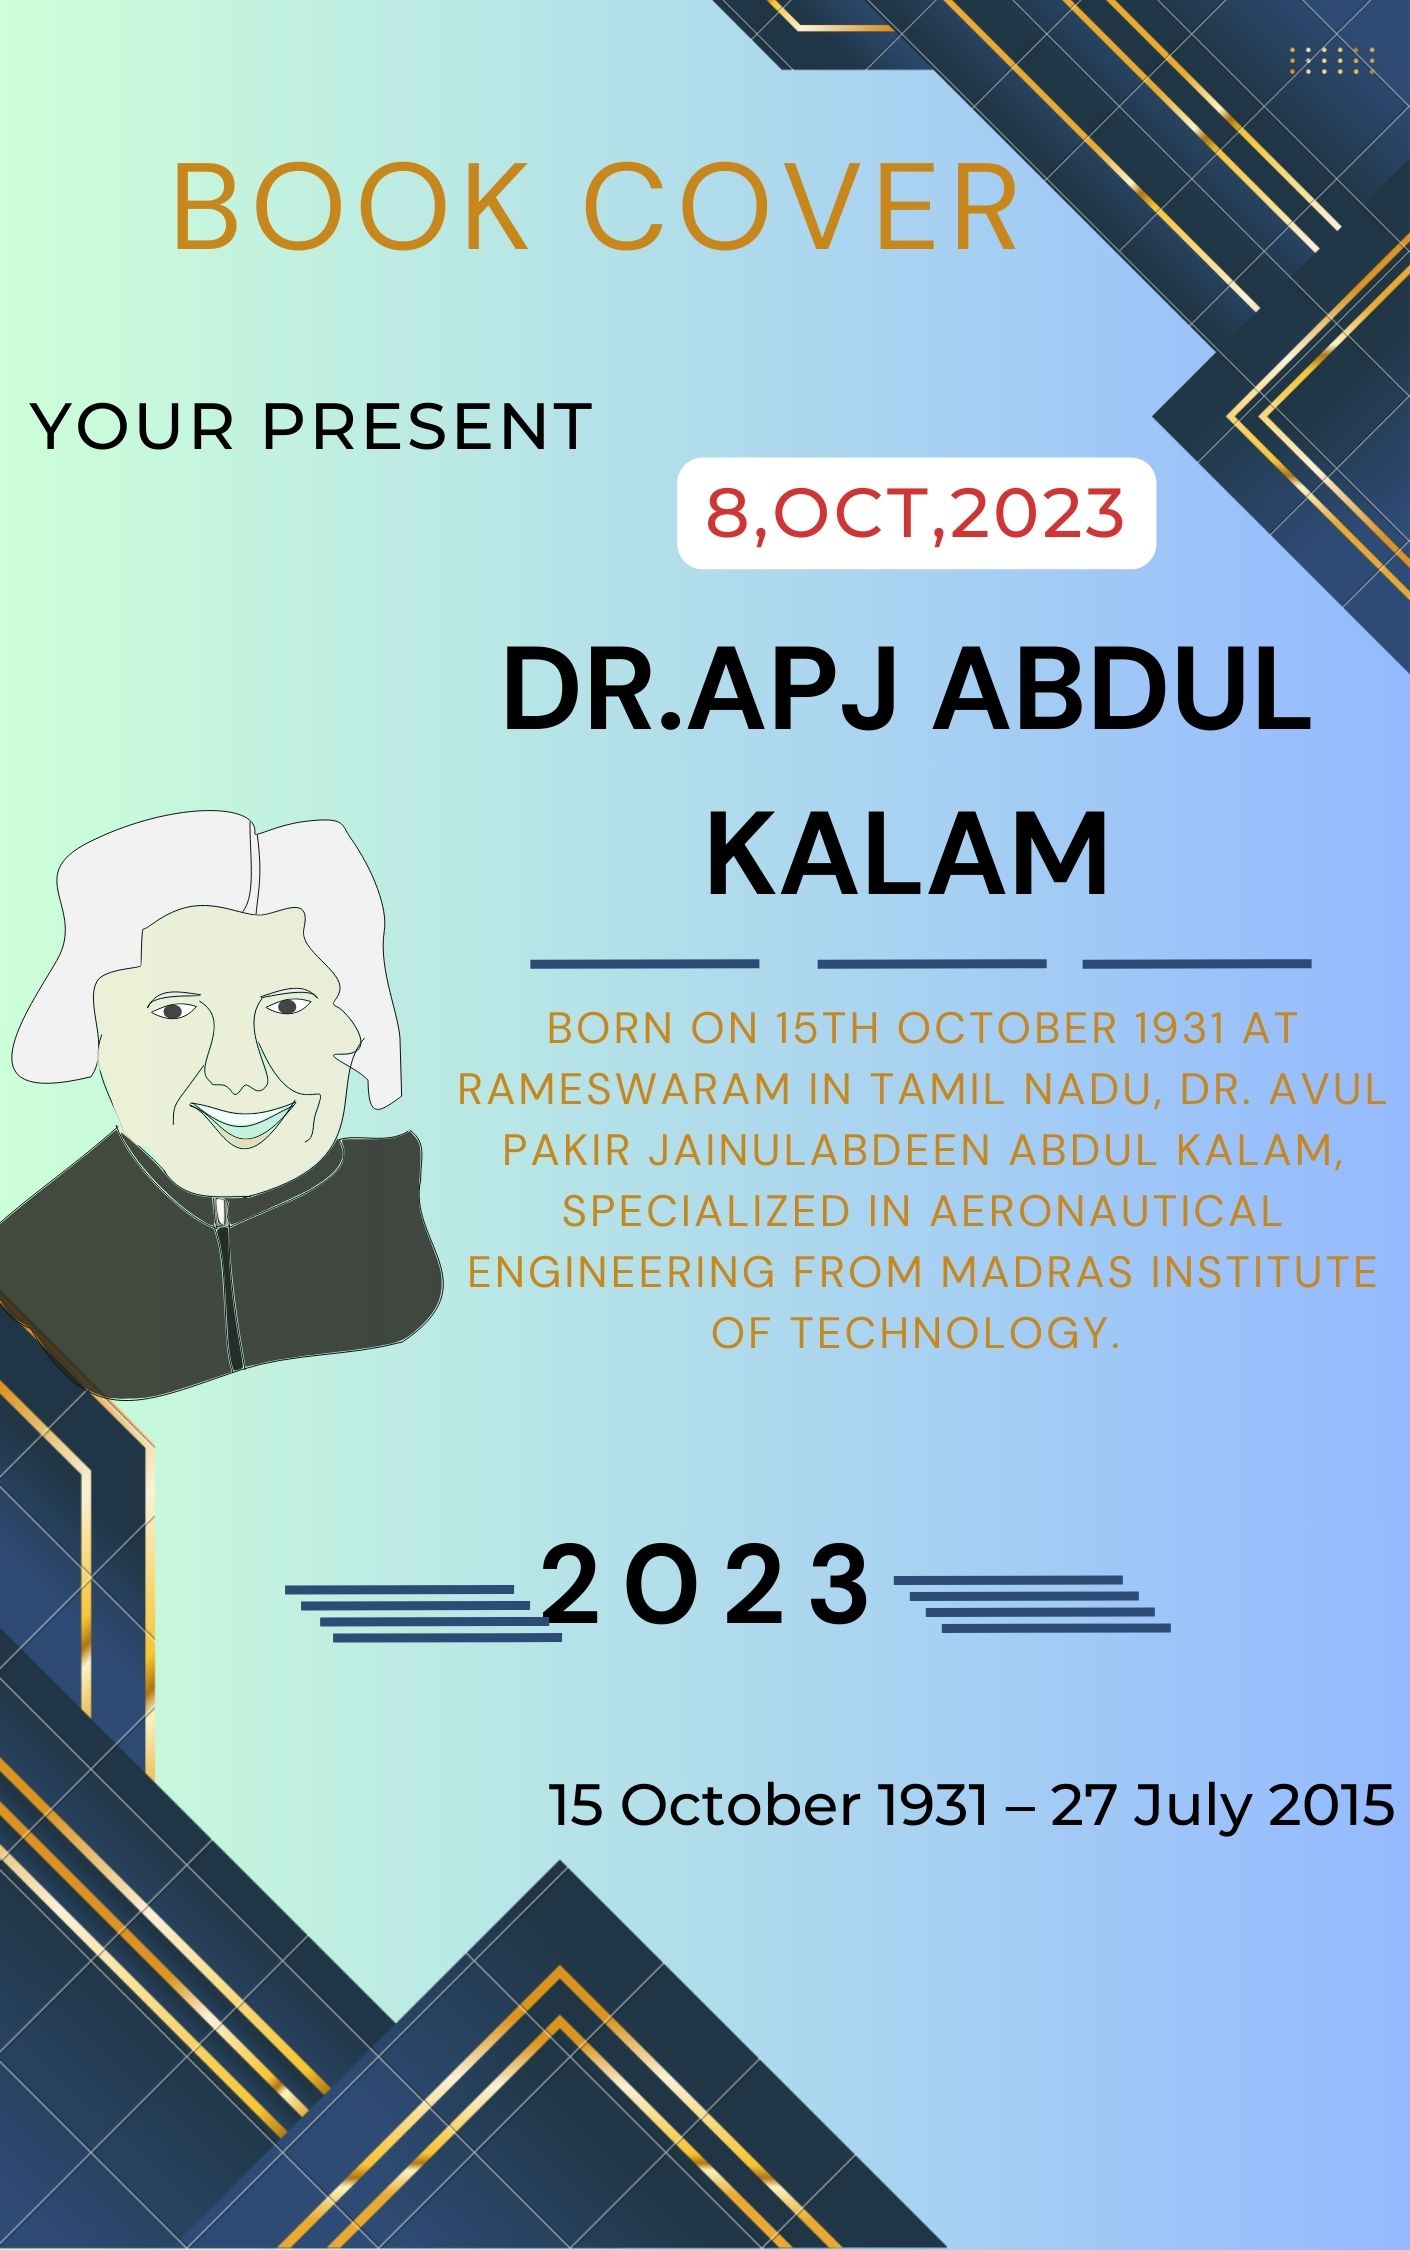 BOOK COVER
YOUR PRESENT
8,OCT,2023
DR.APJ ABDUL
KALAM
BORN ON 15TH OCTOBER 1931 AT
RAMESWARAM IN TAMIL NADU, DR. AVUL
PAKIR JAINULABDEEN ABDUL KALAM,
SPECIALIZED IN AERONAUTICAL
ENGINEERING FROM MADRAS INSTITUTE
OF TECHNOLOGY.
2023
15 October 1931 – 27 July 2015